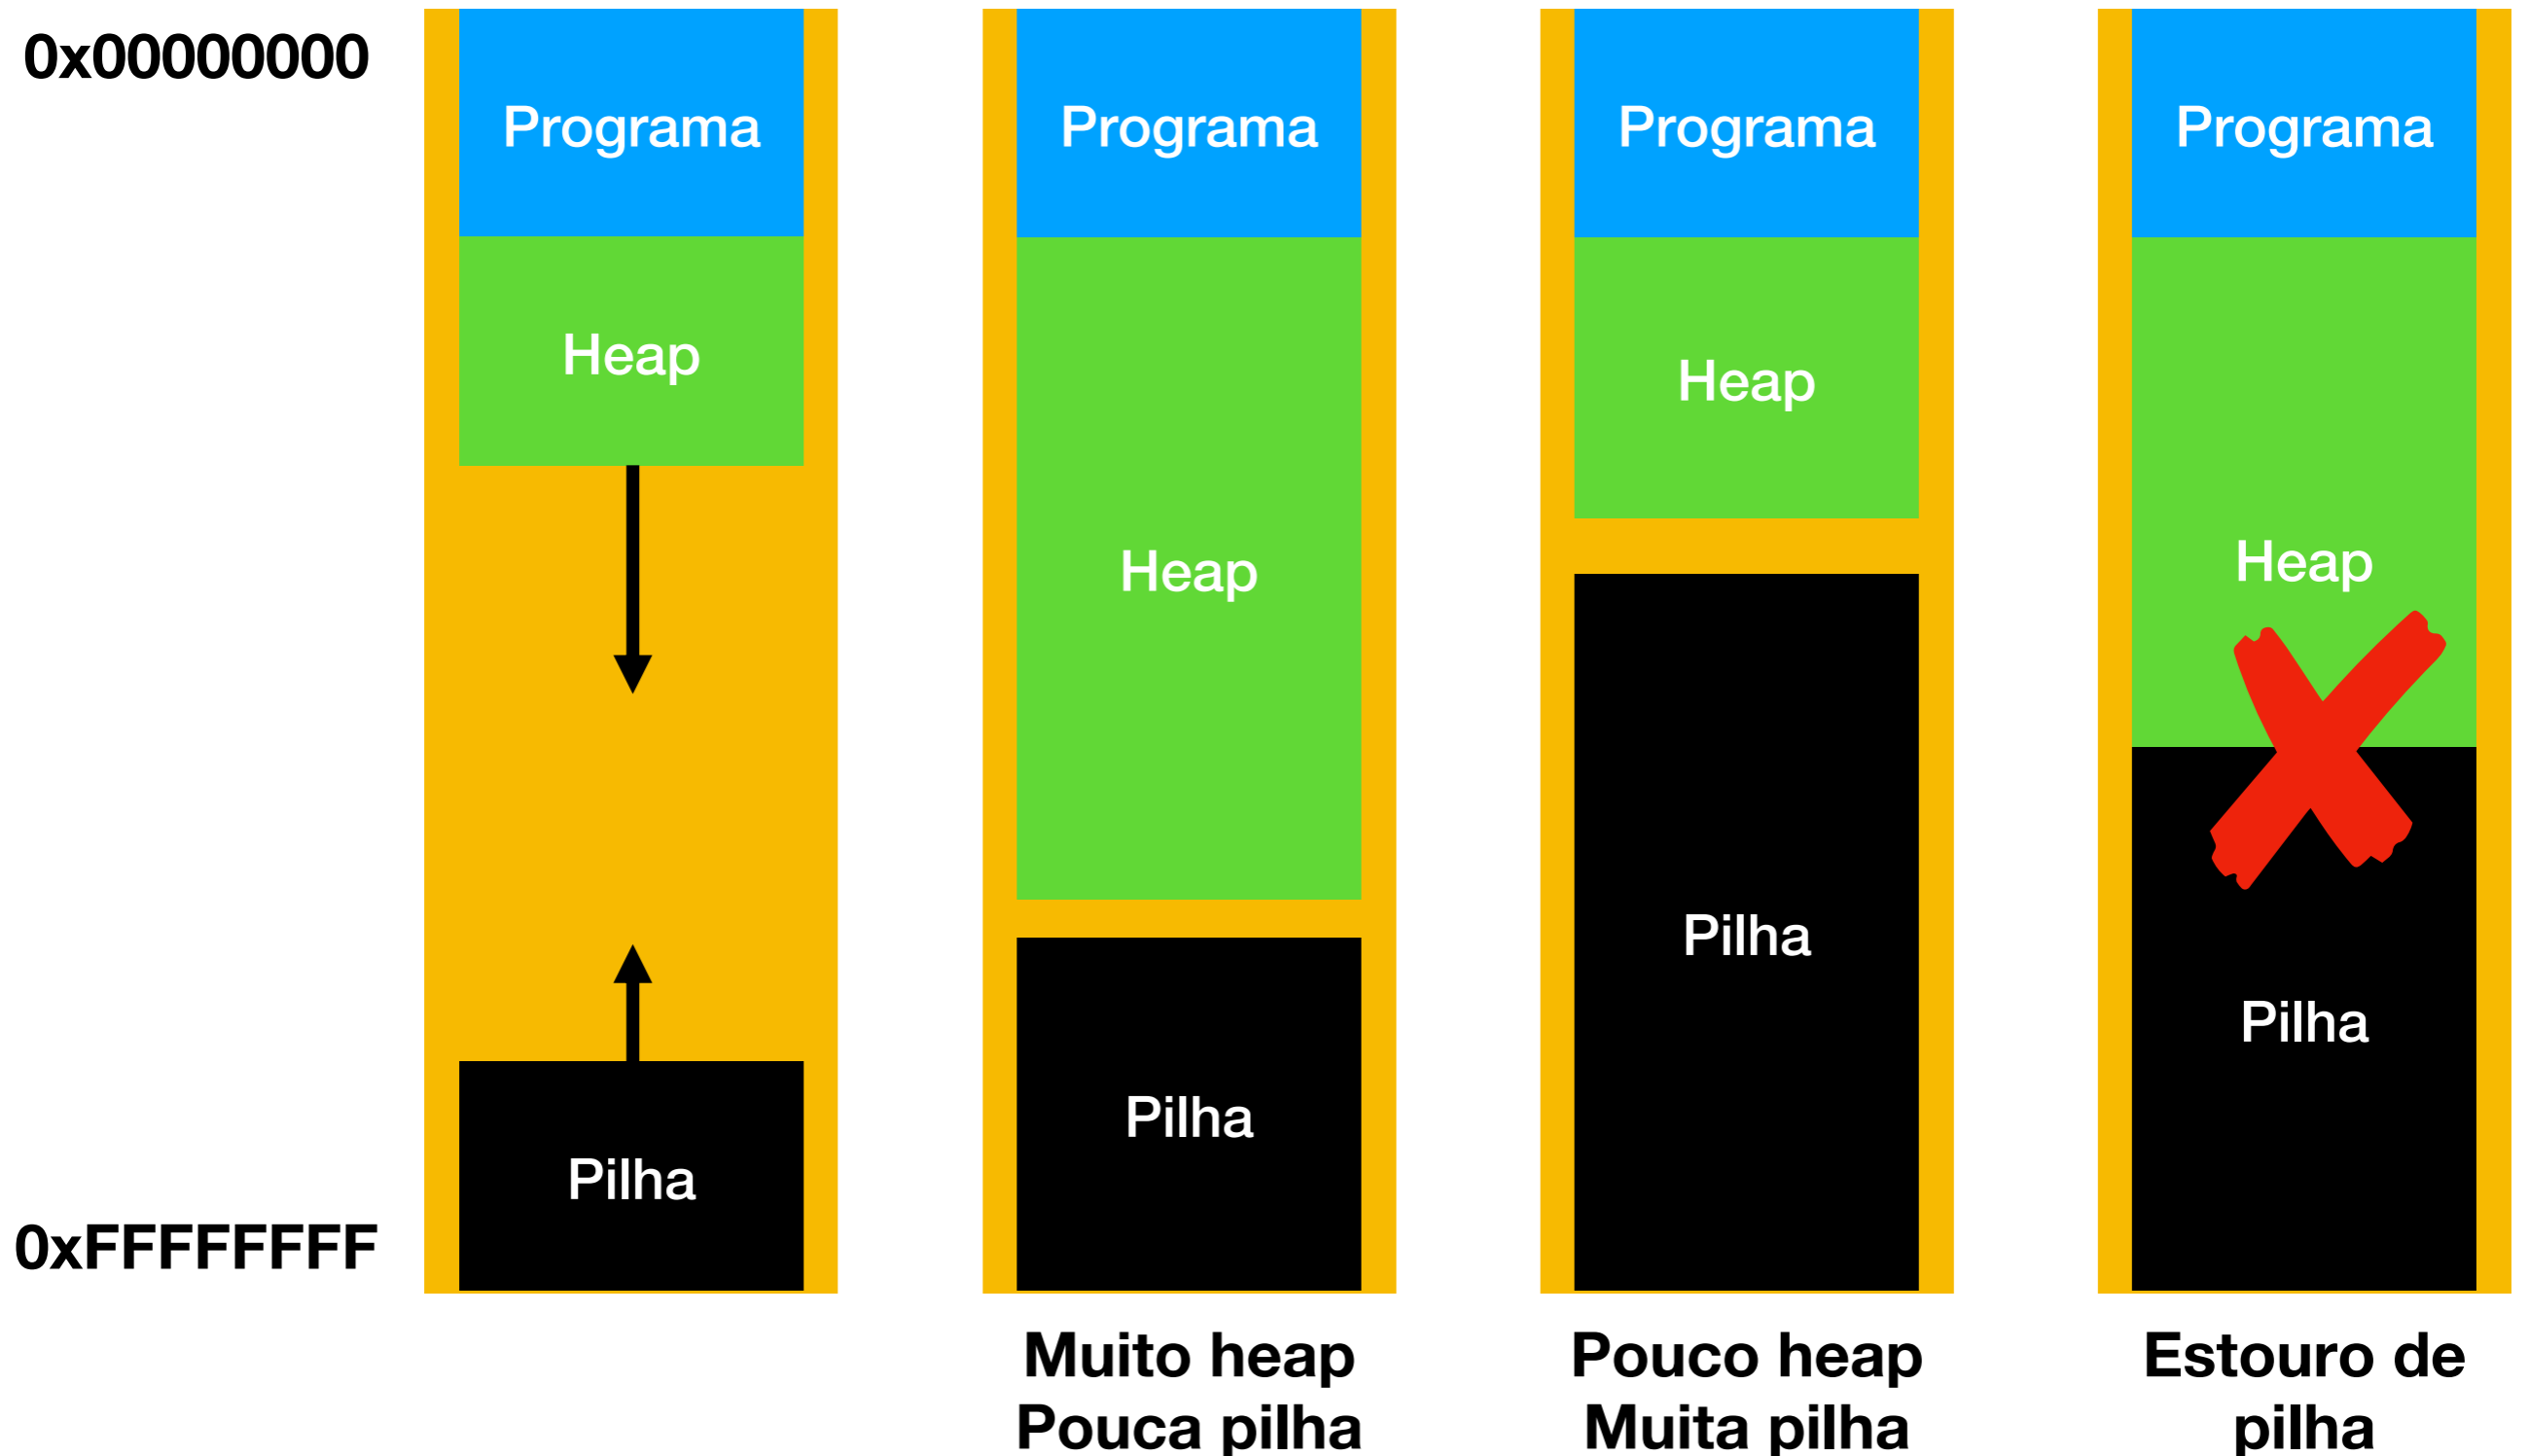 0x00000000
Programa
Heap
Pilha
0xFFFFFFFF
Programa
Heap
Pilha
Muito heap
Pouca pilha
Programa
Heap
Pilha
Pouco heap
Muita pilha
Programa
Heap
Pilha
Estouro de
pilha